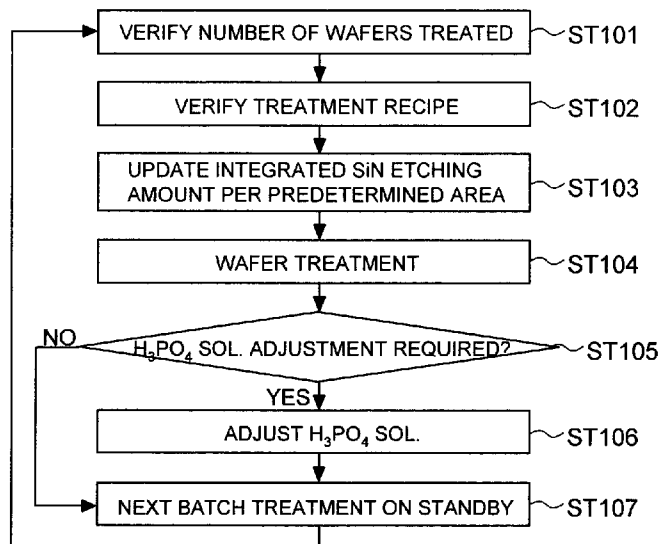 VERIFY NUMBER OF WAFERS TREATED ST101
VERIFY TREATMENT RECIPE ST102
UPDATE INTEGRATED SiN ETCHING
AMOUNT PER PREDETERMINED AREA ST103
WAFER TREATMENT ST104
NO
H₃PO₄ SOL. ADJUSTMENT REQUIRED? ST105
YES
ADJUST H₃PO₄ SOL. ST106
NEXT BATCH TREATMENT ON STANDBY ST107